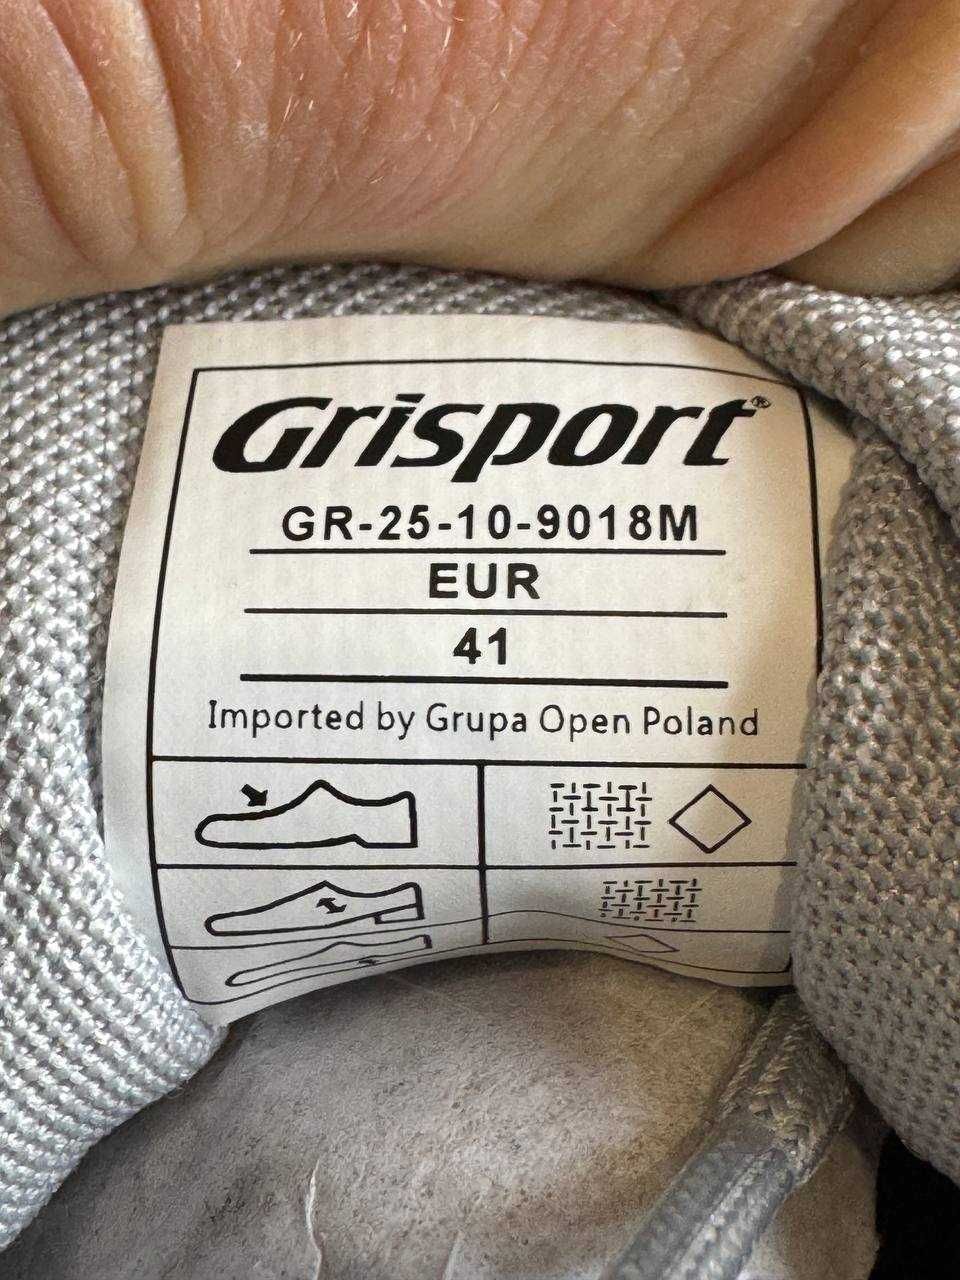 Grisport®
GR-25-10-9018M
EUR
41
Imported by Grupa Open Poland